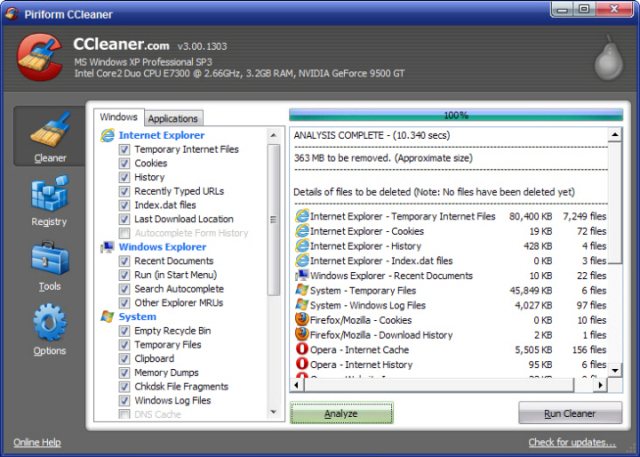 Piriform CCleaner
CCleaner.com v3.00.1303
MS Windows XP Professional SP3
Intel Core2 Duo CPU E7300 @ 2.66GHz, 3.2GB RAM, NVIDIA GeForce 9500 GT
Cleaner
Registry
Tools
Options
Windows
Applications
Internet Explorer
Temporary Internet Files
Cookies
History
Recently Typed URLs
Index.dat files
Last Download Location
Autocomplete Form History
Windows Explorer
Recent Documents
Run (in Start Menu)
Search Autocomplete
Other Explorer MRUs
System
Empty Recycle Bin
Temporary Files
Clipboard
Memory Dumps
Chkdsk File Fragments
Windows Log Files
DNS Cache
100%
ANALYSIS COMPLETE - (10.340 secs)
363 MB to be removed. (Approximate size)
Details of files to be deleted (Note: No files have been deleted yet)
Internet Explorer - Temporary Internet Files 80,400 KB 7,249 files
Internet Explorer - Cookies 19 KB 72 files
Internet Explorer - History 428 KB 4 files
Internet Explorer - Index.dat files 0 KB 3 files
Windows Explorer - Recent Documents 10 KB 22 files
System - Temporary Files 45,849 KB 6 files
System - Windows Log Files 4,027 KB 97 files
Firefox/Mozilla - Cookies 0 KB 10 files
Firefox/Mozilla - Download History 2 KB 1 files
Opera - Internet Cache 5,505 KB 156 files
Opera - Internet History 95 KB 6 files
Analyze
Run Cleaner
Online Help
Check for updates...